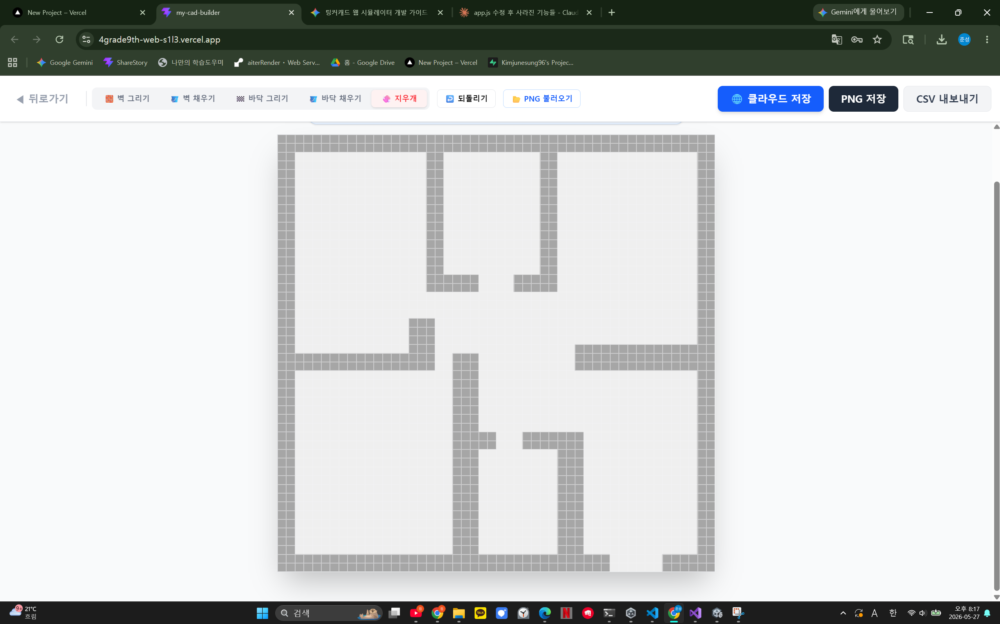 New Project – Vercel
my-cad-builder
팅커캐드 웹 시뮬레이터 개발 가이드
app.js 수정 후 사라진 기능들 - Claud
Gemini에게 물어보기
4grade9th-web-s1l3.vercel.app
준성
Google Gemini
ShareStory
나만의 학습도우미
aiterRender · Web Serv...
홈 - Google Drive
New Project – Vercel
Kimjunesung96's Projec...
◀ 뒤로가기
벽 그리기
벽 채우기
바닥 그리기
바닥 채우기
지우개
되돌리기
PNG 불러오기
클라우드 저장
PNG 저장
CSV 내보내기
9+
21°C
흐림
검색
TALK
준성
A
한
오후 8:17
2026-05-27